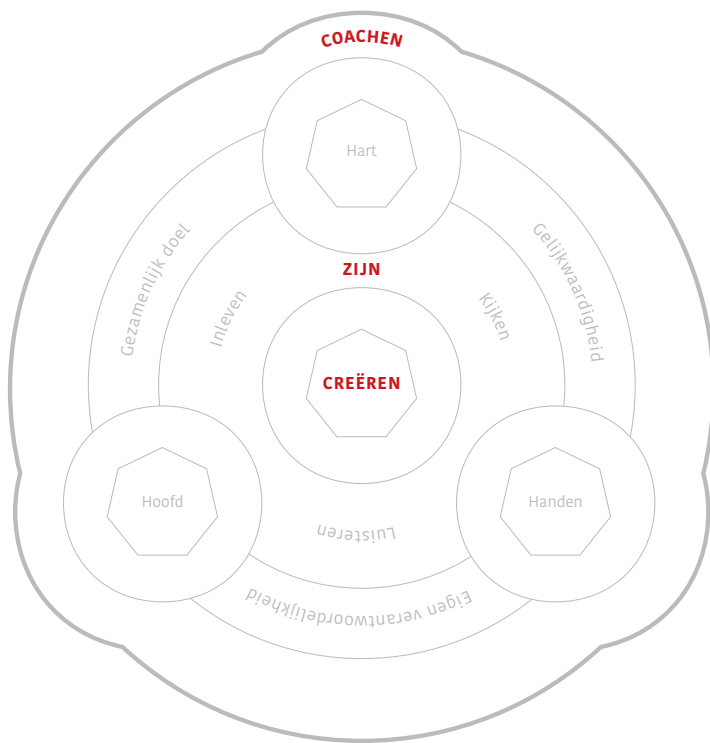 COACHEN
Hart
Gezamenlijk doel
Gelijkwaardigheid
ZIJN
Inleven
Kijken
CREËREN
Hoofd
Handen
Luisteren
Eigen verantwoordelijkheid